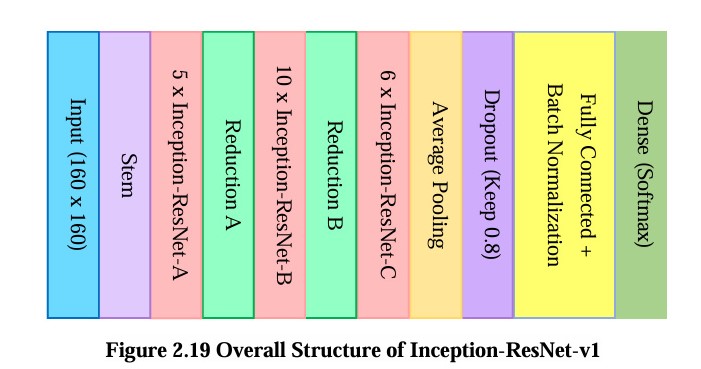 Input (160 x 160)
Stem
5 x Inception-ResNet-A
Reduction A
10 x Inception-ResNet-B
Reduction B
6 x Inception-ResNet-C
Average Pooling
Dropout (Keep 0.8)
Fully Connected +
Batch Normalization
Dense (Softmax)
Figure 2.19 Overall Structure of Inception-ResNet-v1